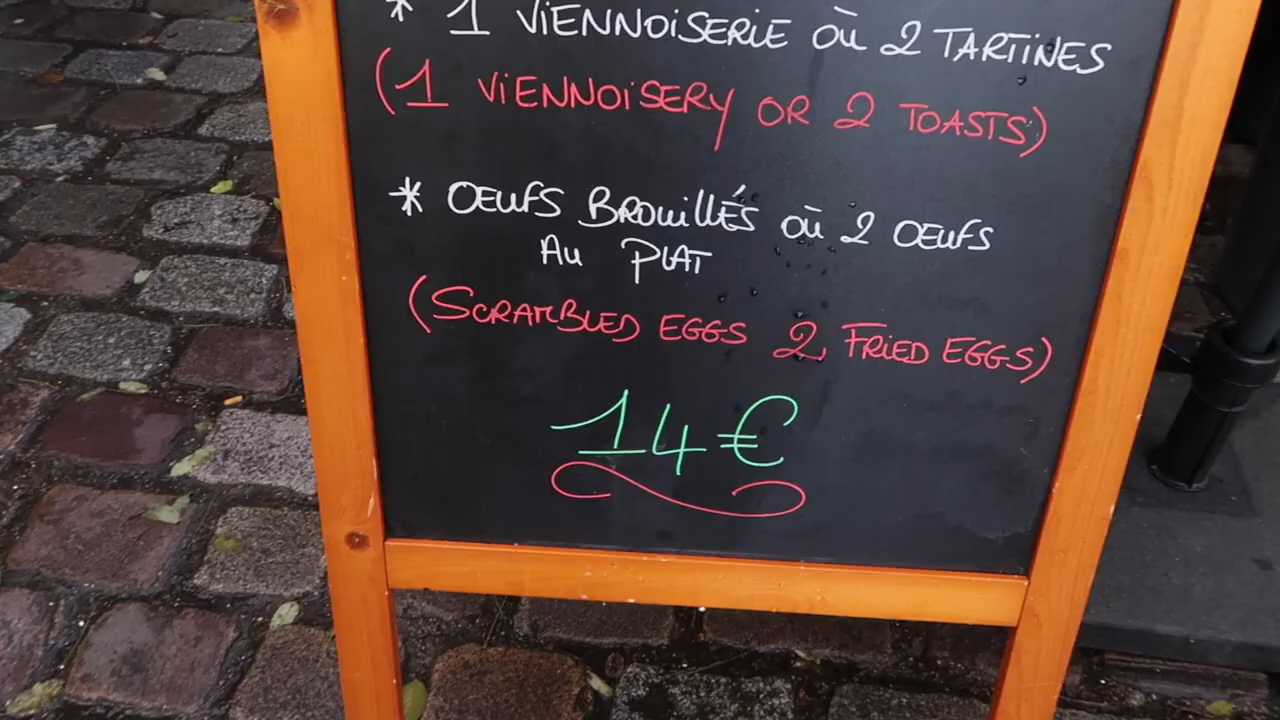 * 1 ViENNOiSERiE OÙ 2 TARTiNES
(1 ViENNOiSERY OR 2 TOASTS)
* OEUFS BROUiLLÉS OÙ 2 OEUFS
AU PLAT
(SCRAMBLED EGGS 2 FRiED EGGS)
14€